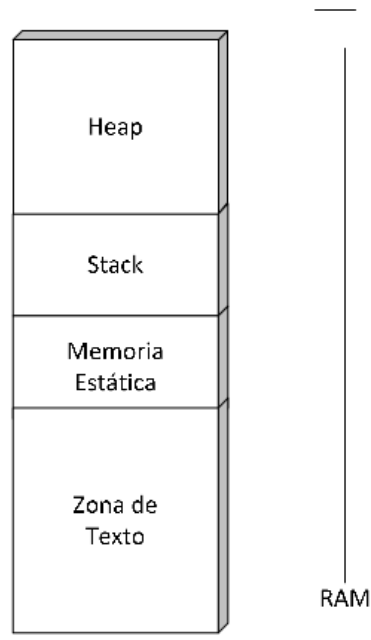 Heap
Stack
Memoria
Estática
Zona de
Texto
RAM